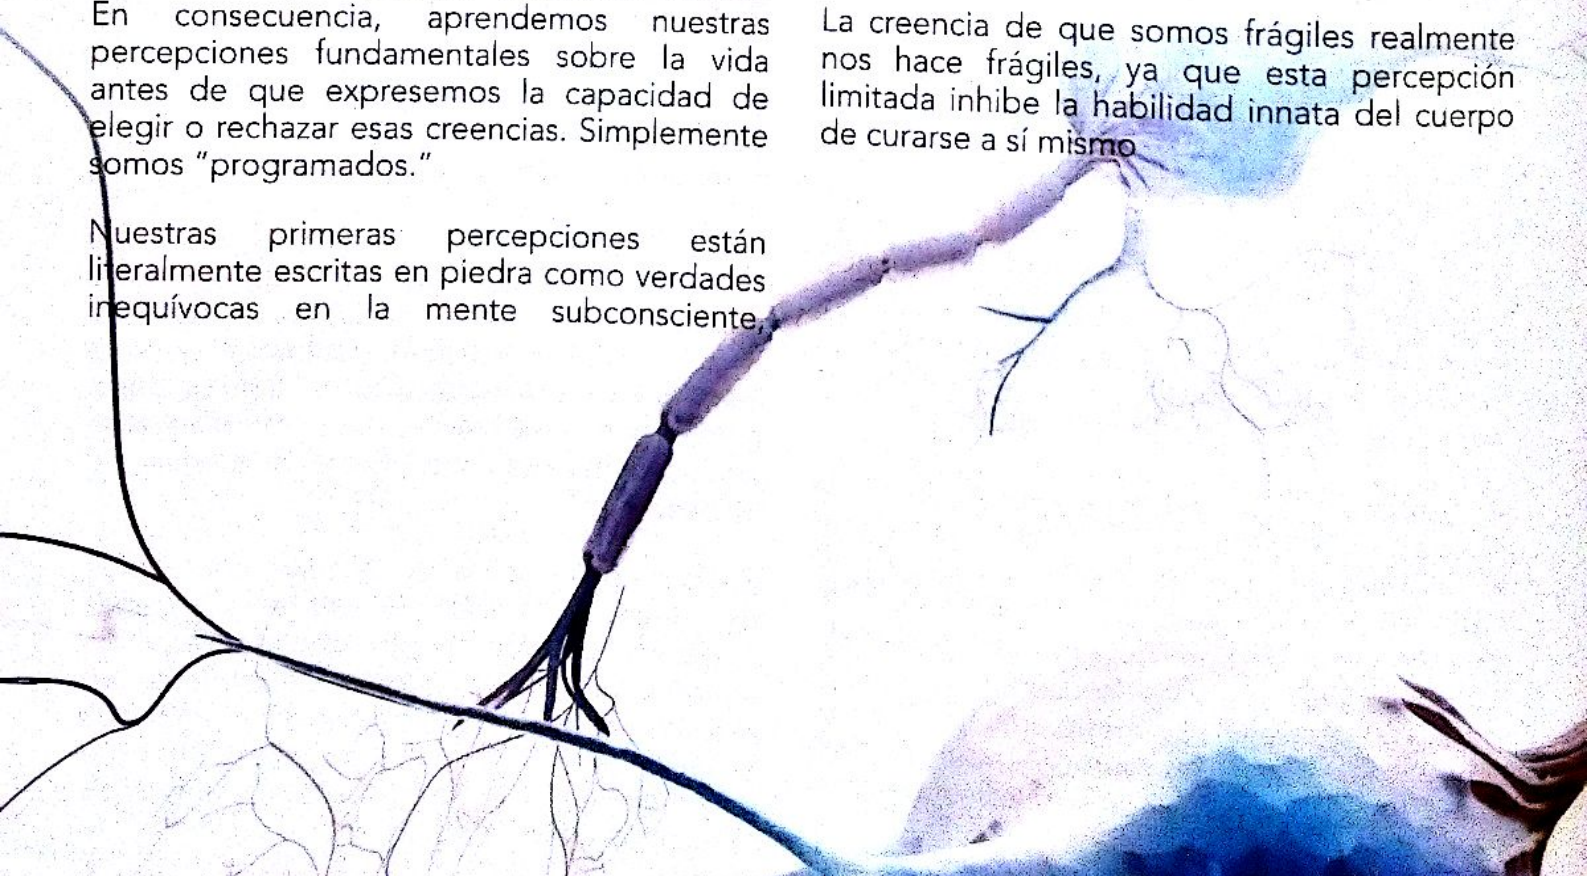 En consecuencia, aprendemos nuestras
percepciones fundamentales sobre la vida
antes de que expresemos la capacidad de
elegir o rechazar esas creencias. Simplemente
somos “programados.”
Nuestras primeras percepciones están
literalmente escritas en piedra como verdades
inequívocas en la mente subconsciente,
La creencia de que somos frágiles realmente
nos hace frágiles, ya que esta percepción
limitada inhibe la habilidad innata del cuerpo
de curarse a sí mismo